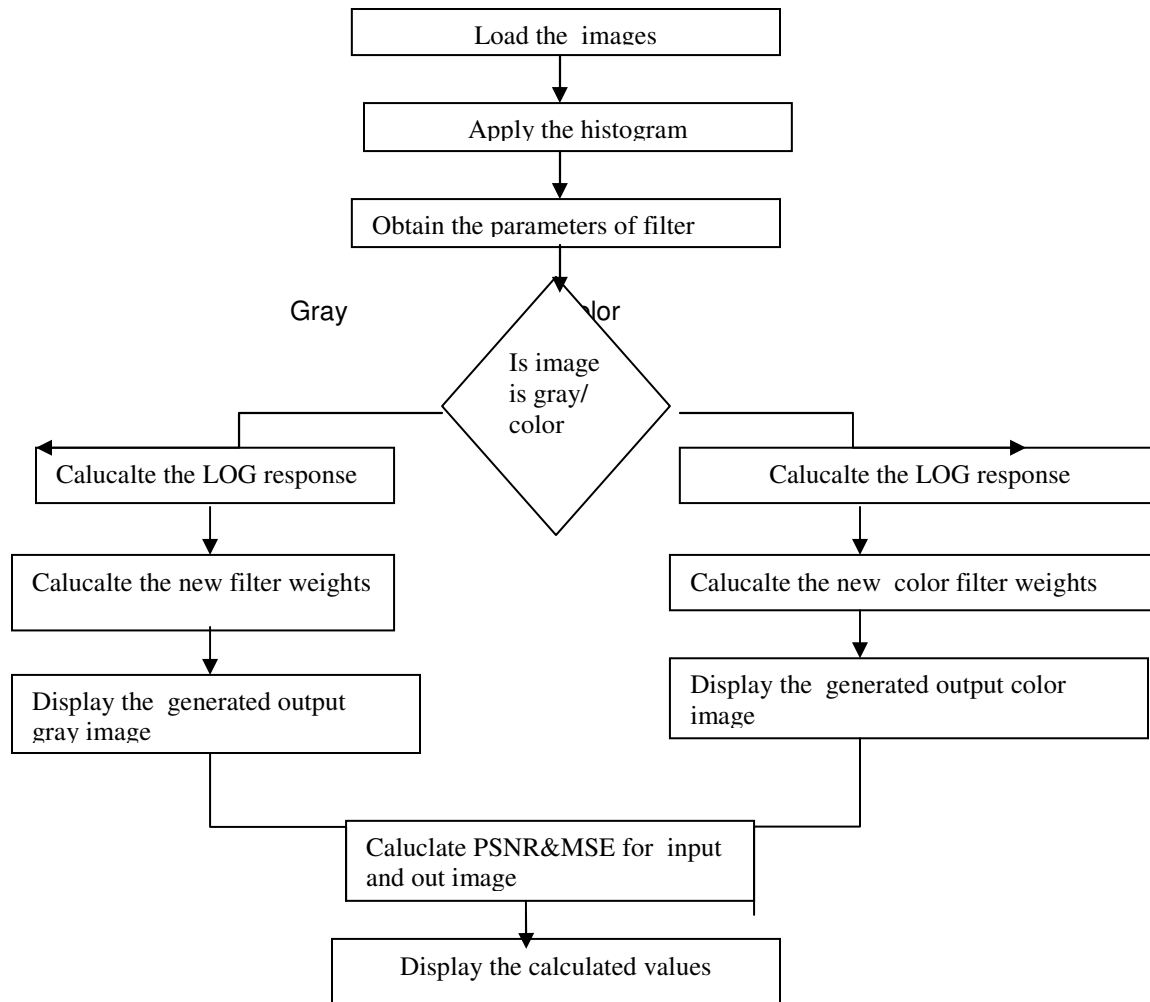 Load the images
Apply the histogram
Obtain the parameters of filter
Gray
Is image
is gray/
color
Calucalte the LOG response
Calucalte the LOG response
Calucalte the new filter weights
Calucalte the new color filter weights
Display the generated output
gray image
Display the generated output color
image
Caluclate PSNR&MSE for input
and out image
Display the calculated values